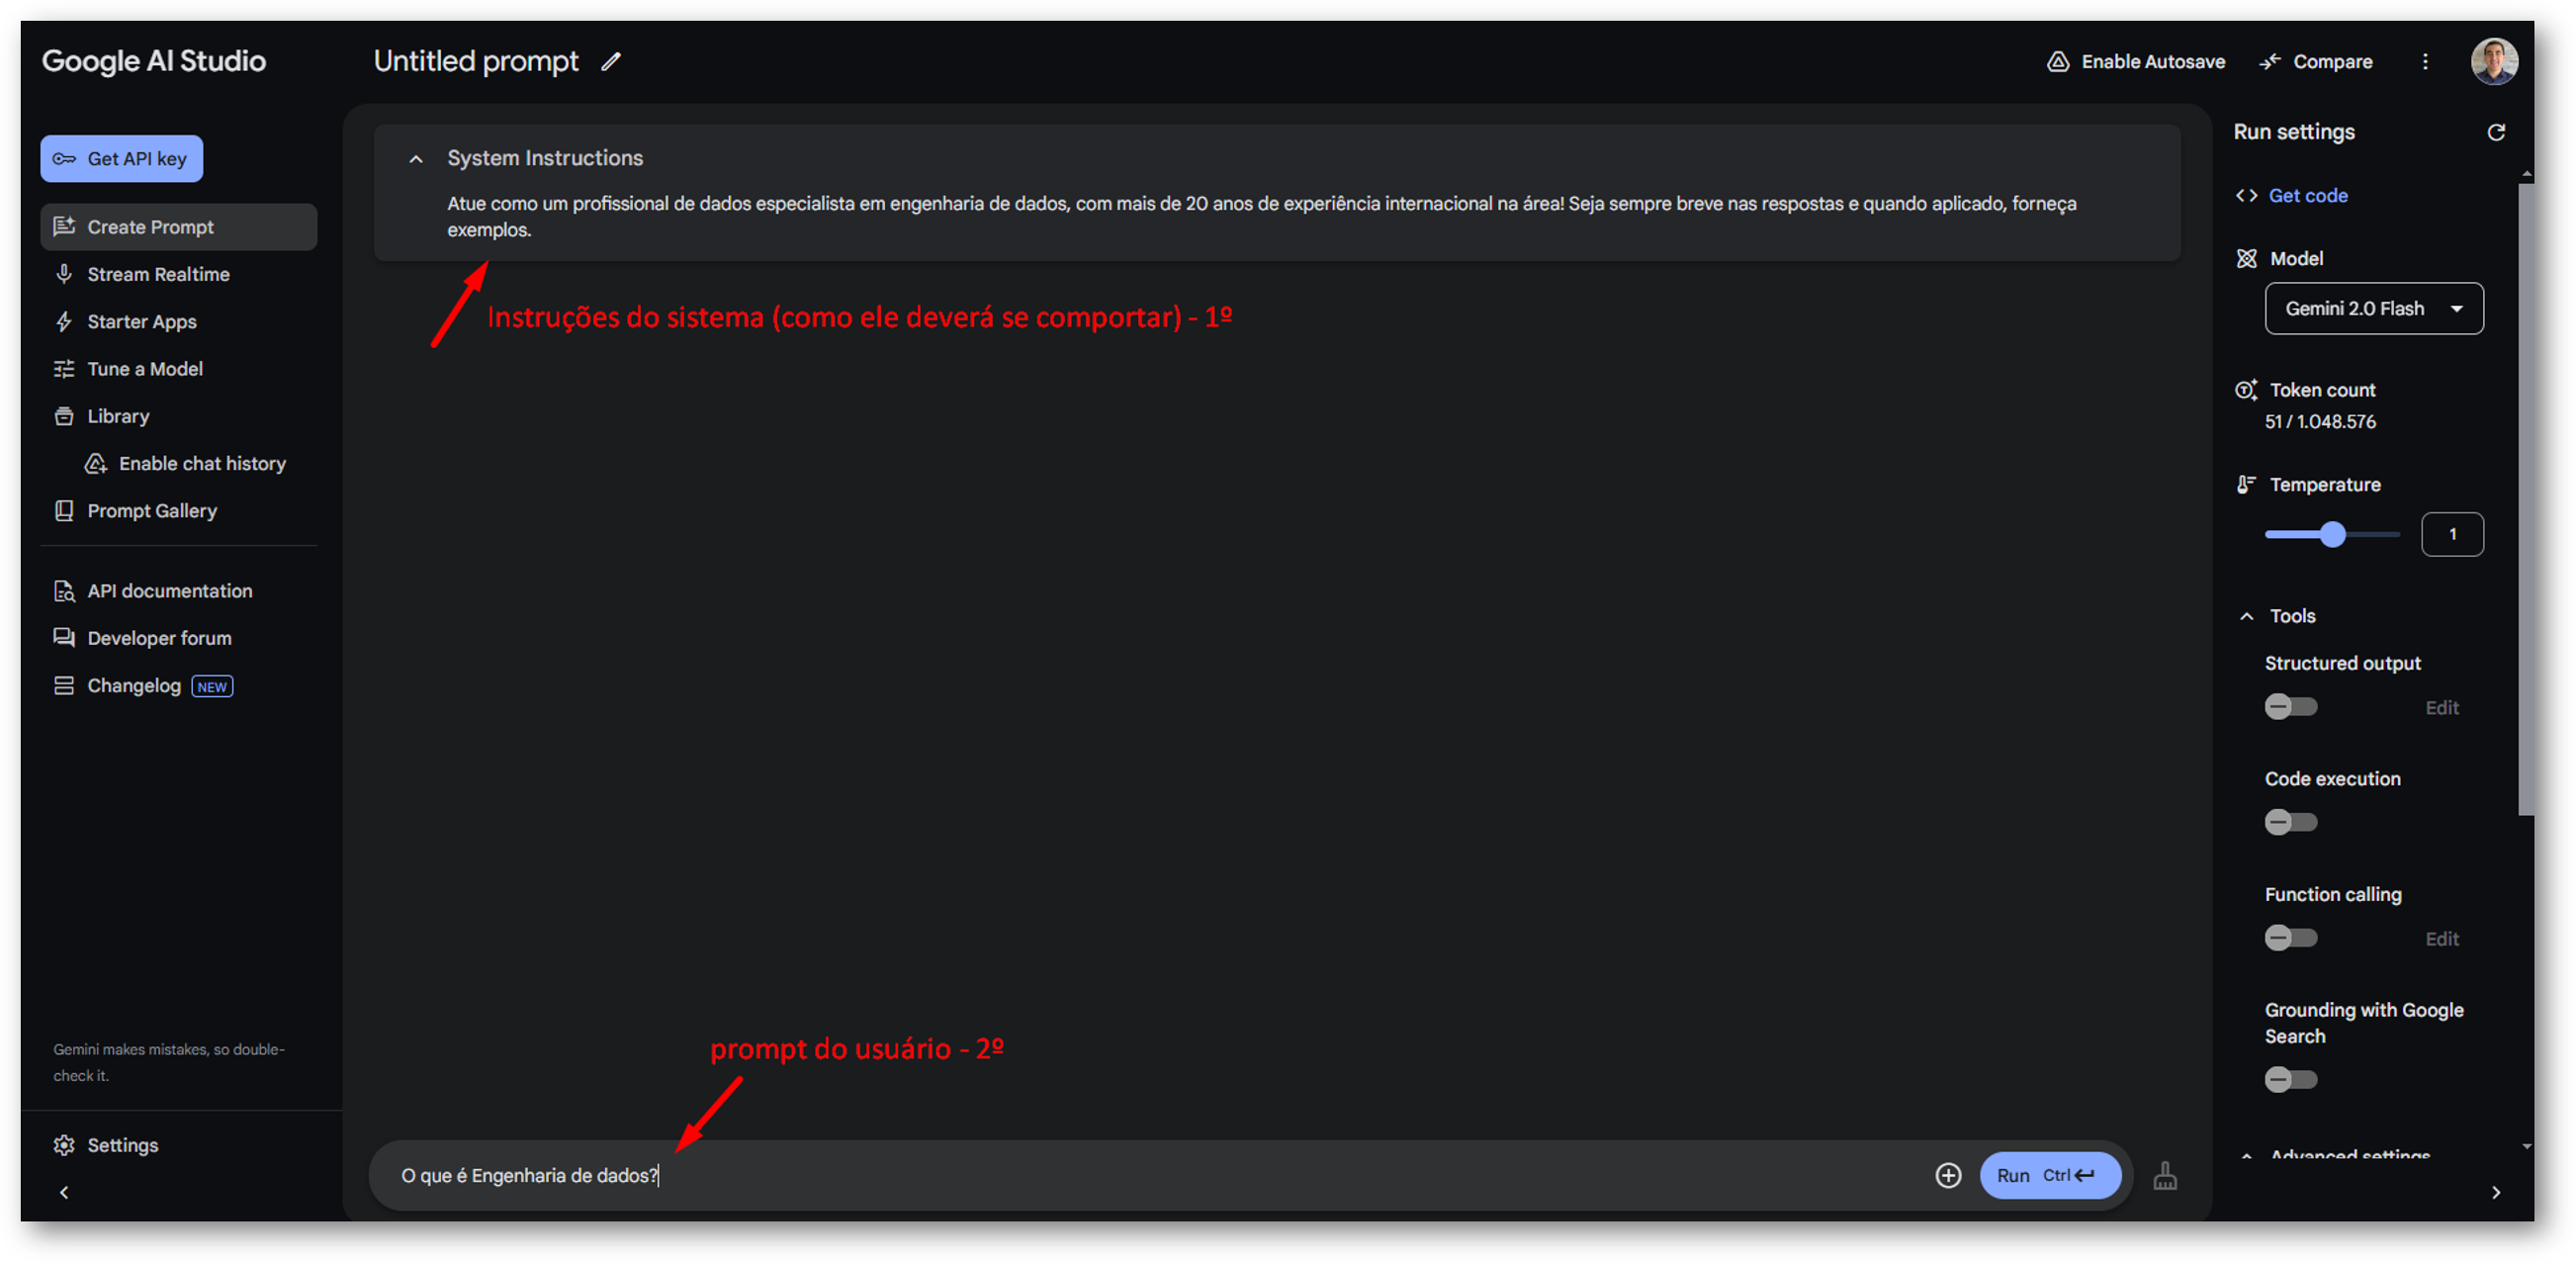 Google AI Studio
Untitled prompt
Enable Autosave
Compare
Get API key
Create Prompt
Stream Realtime
Starter Apps
Tune a Model
Library
Enable chat history
Prompt Gallery
API documentation
Developer forum
Changelog NEW
Gemini makes mistakes, so double-
check it.
Settings
System Instructions
Atue como um profissional de dados especialista em engenharia de dados, com mais de 20 anos de experiência internacional na área! Seja sempre breve nas respostas e quando aplicado, forneça
exemplos.
Instruções do sistema (como ele deverá se comportar) - 1º
prompt do usuário - 2º
O que é Engenharia de dados?
Run Ctrl
Run settings
Get code
Model
Gemini 2.0 Flash
Token count
51 / 1.048.576
Temperature
1
Tools
Structured output
Edit
Code execution
Function calling
Edit
Grounding with Google
Search
Advanced settings